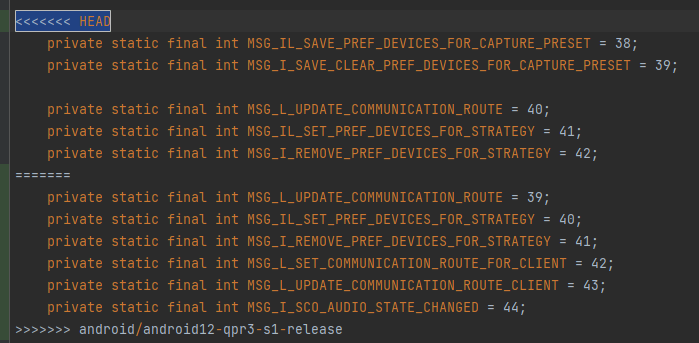 <<<<<<< HEAD
    private static final int MSG_IL_SAVE_PREF_DEVICES_FOR_CAPTURE_PRESET = 38;
    private static final int MSG_I_SAVE_CLEAR_PREF_DEVICES_FOR_CAPTURE_PRESET = 39;

    private static final int MSG_L_UPDATE_COMMUNICATION_ROUTE = 40;
    private static final int MSG_IL_SET_PREF_DEVICES_FOR_STRATEGY = 41;
    private static final int MSG_I_REMOVE_PREF_DEVICES_FOR_STRATEGY = 42;
=======
    private static final int MSG_L_UPDATE_COMMUNICATION_ROUTE = 39;
    private static final int MSG_IL_SET_PREF_DEVICES_FOR_STRATEGY = 40;
    private static final int MSG_I_REMOVE_PREF_DEVICES_FOR_STRATEGY = 41;
    private static final int MSG_L_SET_COMMUNICATION_ROUTE_FOR_CLIENT = 42;
    private static final int MSG_L_UPDATE_COMMUNICATION_ROUTE_CLIENT = 43;
    private static final int MSG_I_SCO_AUDIO_STATE_CHANGED = 44;
>>>>>>> android/android12-qpr3-s1-release